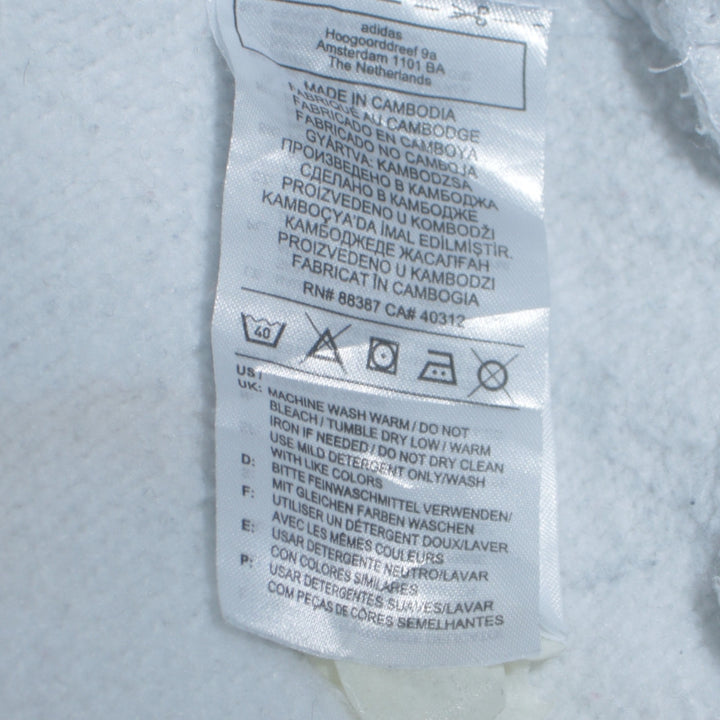 adidas
Hoogoorddreef 9a
Amsterdam 1101 BA
The Netherlands
MADE IN CAMBODIA
FABRIQUÉ AU CAMBODGE
FABRICADO EN CAMBOYA
FABRICADO NO CAMBOJA
GYÁRTVA: KAMBODZSA
ПРОИЗВЕДЕНО В КАМБОДЖА
СДЕЛАНО В КАМБОДЖЕ
PROIZVEDENO U KOMBODŽI
KAMBOÇYA'DA IMAL EDİLMİŞTİR.
КАМБОДЖЕДЕ ЖАСАЛҒАН
PROIZVEDENO U KAMBODZI
FABRICAT ÎN CAMBOGIA
RN# 88387 CA# 40312
40
US /
UK: MACHINE WASH WARM / DO NOT
BLEACH / TUMBLE DRY LOW / WARM
IRON IF NEEDED / DO NOT DRY CLEAN
USE MILD DETERGENT ONLY/WASH
WITH LIKE COLORS
D: BITTE FEINWASCHMITTEL VERWENDEN/
MIT GLEICHEN FARBEN WASCHEN
F: UTILISER UN DÉTERGENT DOUX/LAVER
AVEC LES MÊMES COULEURS
E: USAR DETERGENTE NEUTRO/LAVAR
CON COLORES SIMILARES
P: USAR DETERGENTES SUAVES/LAVAR
COM PEÇAS DE CÔRES SEMELHANTES